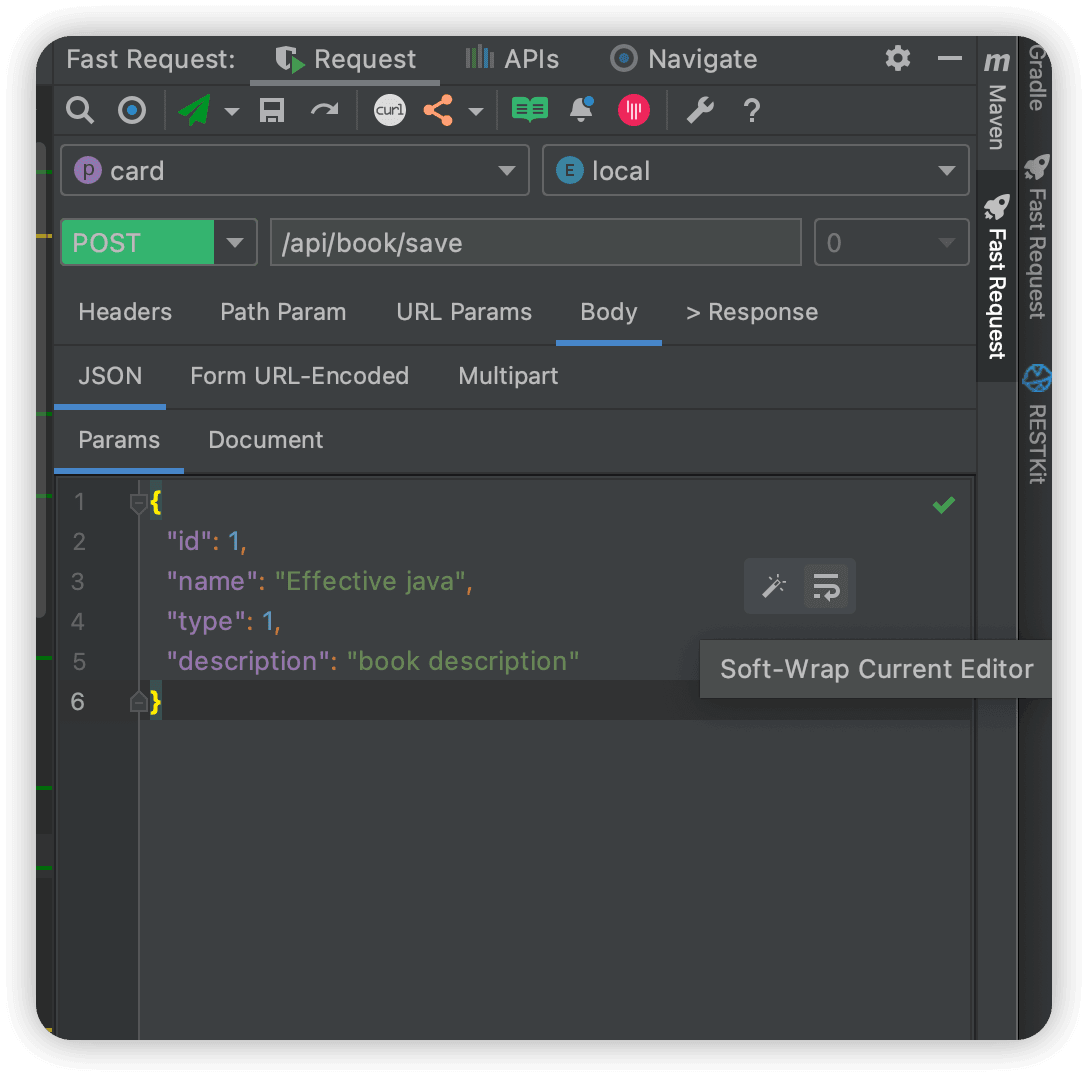 Fast Request: Request APIs Navigate
curl ?
p card E local
POST /api/book/save 0
Headers Path Param URL Params Body > Response
JSON Form URL-Encoded Multipart
Params Document
1 {
2 "id": 1,
3 "name": "Effective java",
4 "type": 1,
5 "description": "book description"
6 }
Soft-Wrap Current Editor
m Maven
Fast Request
Gradle
Fast Request
RESTKit